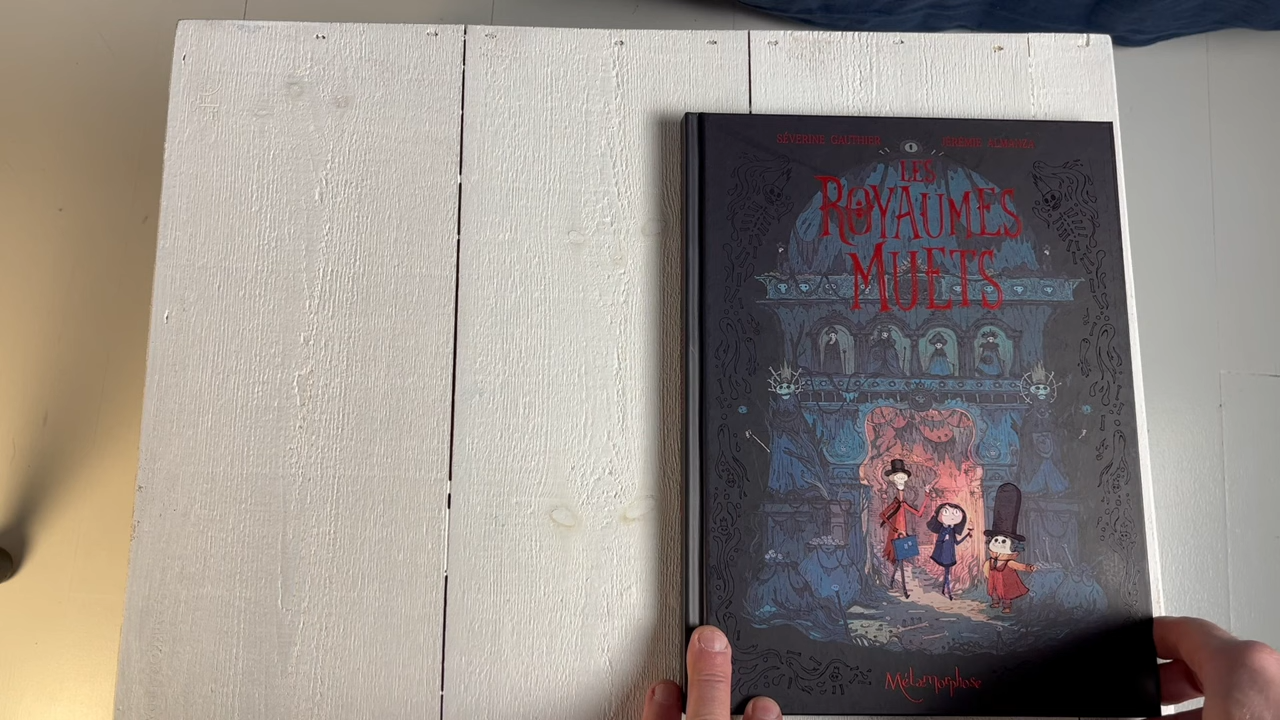 SÉVERINE GAUTHIER JÉRÉMIE ALMANZA
LES
ROYAUMES
MUETS
Métamorphose